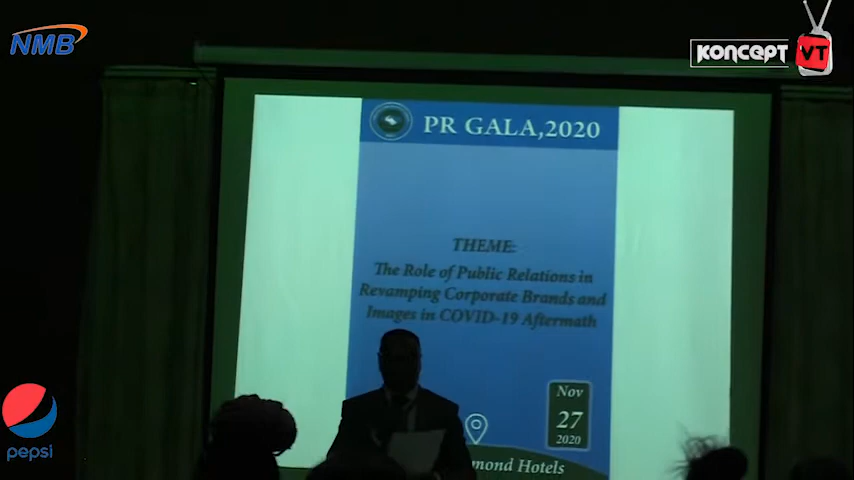 NMB
KONCEPT VT
PR GALA,2020
THEME:
The Role of Public Relations in
Revamping Corporate Brands and
Images in COVID-19 Aftermath
Nov
27
2020
mond Hotels
pepsi